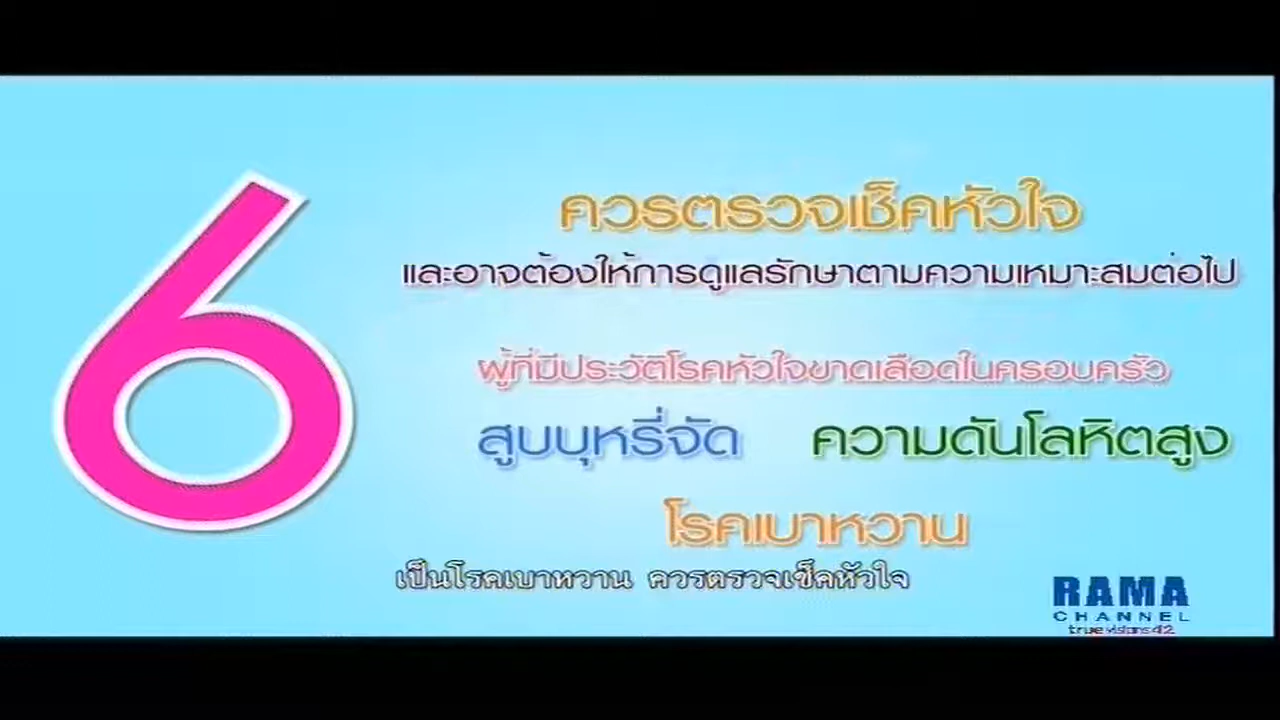 6
ควรตรวจเช็คหัวใจ
และอาจต้องให้การดูแลรักษาตามความเหมาะสมต่อไป
ผู้ที่มีประวัติโรคหัวใจขาดเลือดในครอบครัว
สูบบุหรี่จัด ความดันโลหิตสูง
โรคเบาหวาน
เป็นโรคเบาหวาน ควรตรวจเช็คหัวใจ
RAMA
CHANNEL
truevisions42